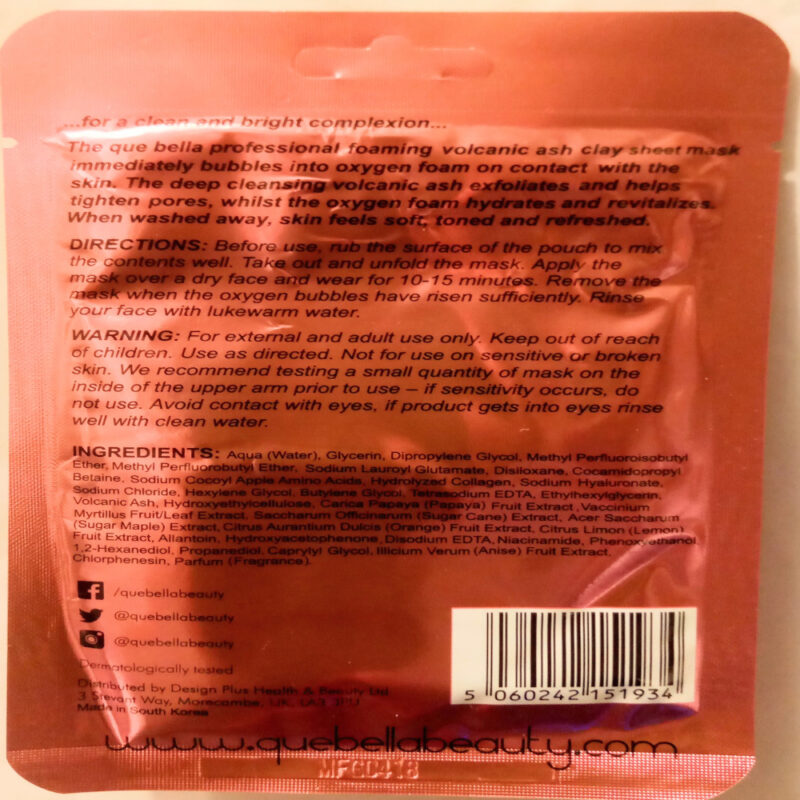 ...for a clean and bright complexion...
The que bella professional foaming volcanic ash clay sheet mask
immediately bubbles into oxygen foam on contact with the
skin. The deep cleansing volcanic ash exfoliates and helps
tighten pores, whilst the oxygen foam hydrates and revitalizes.
When washed away, skin feels soft, toned and refreshed.
DIRECTIONS: Before use, rub the surface of the pouch to mix
the contents well. Take out and unfold the mask. Apply the
mask over a dry face and wear for 10-15 minutes. Remove the
mask when the oxygen bubbles have risen sufficiently. Rinse
your face with lukewarm water.
WARNING: For external and adult use only. Keep out of reach
of children. Use as directed. Not for use on sensitive or broken
skin. We recommend testing a small quantity of mask on the
inside of the upper arm prior to use – if sensitivity occurs, do
not use. Avoid contact with eyes, if product gets into eyes rinse
well with clean water.
INGREDIENTS: Aqua (Water), Glycerin, Dipropylene Glycol, Methyl Perfluoroisobutyl
Ether, Methyl Perfluorobutyl Ether, Sodium Lauroyl Glutamate, Disiloxane, Cocamidopropyl
Betaine, Sodium Cocoyl Apple Amino Acids, Hydrolyzed Collagen, Sodium Hyaluronate,
Sodium Chloride, Hexylene Glycol, Butylene Glycol, Tetrasodium EDTA, Ethylhexylglycerin,
Volcanic Ash, Hydroxyethylcellulose, Carica Papaya (Papaya) Fruit Extract, Vaccinium
Myrtillus Fruit/Leaf Extract, Saccharum Officinarum (Sugar Cane) Extract, Acer Saccharum
(Sugar Maple) Extract, Citrus Aurantium Dulcis (Orange) Fruit Extract, Citrus Limon (Lemon)
Fruit Extract, Allantoin, Hydroxyacetophenone, Disodium EDTA, Niacinamide, Phenoxyethanol,
1,2-Hexanediol, Propanediol, Caprylyl Glycol, Illicium Verum (Anise) Fruit Extract,
Chlorphenesin, Parfum (Fragrance).
/quebellabeauty
@quebellabeauty
@quebellabeauty
Dermatologically tested
Distributed by Design Plus Health & Beauty Ltd
3 Stevant Way, Morecambe, UK, LA3 3PU
Made in South Korea
5 060242 151934
www.quebellabeauty.com
MFGD418